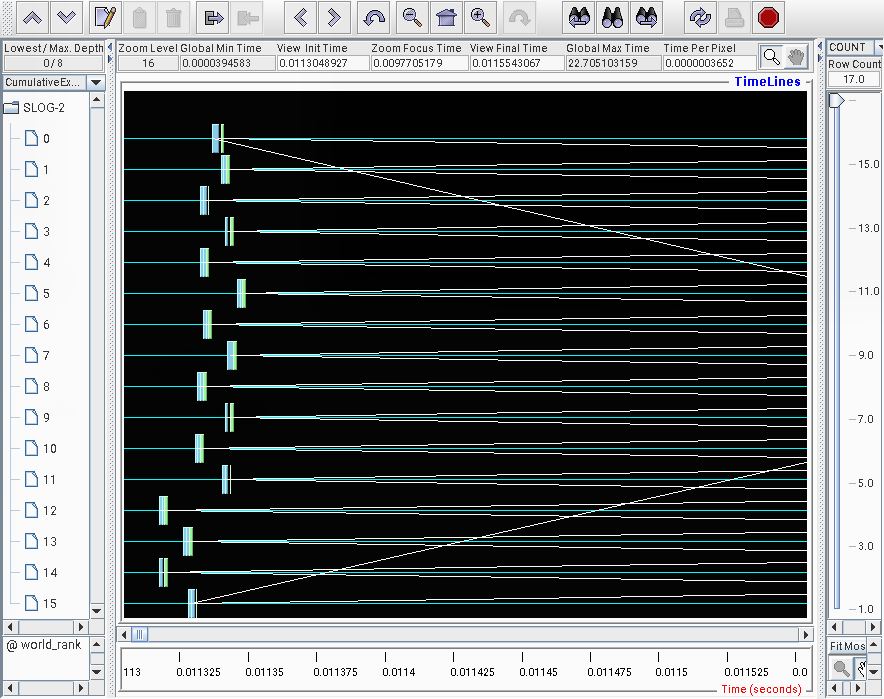 Lowest / Max. Depth Zoom Level Global Min Time View Init Time Zoom Focus Time View Final Time Global Max Time Time Per Pixel
0/8 16 0.0000394583 0.0113048927 0.0097705179 0.0115543067 22.705103159 0.0000003652
COUNT
Row Count
17.0
CumulativeEx...
TimeLines
SLOG-2
0
1
2
3
4
5
6
7
8
9
10
11
12
13
14
15
15.0
13.0
11.0
9.0
7.0
5.0
3.0
1.0
@ world_rank
Fit Mos
113 0.011325 0.01135 0.011375 0.0114 0.011425 0.01145 0.011475 0.0115 0.011525 0.0
Time (seconds)